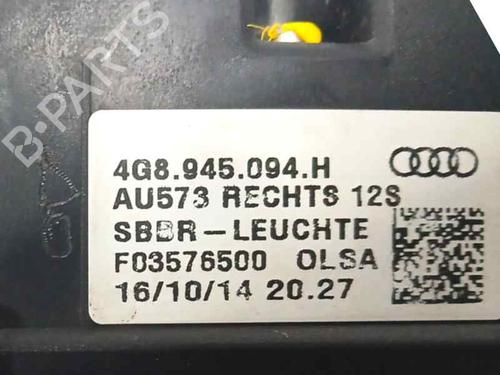 B-PARTS
4G8.945.094.H
AU573 RECHTS 12S
SBBR-LEUCHTE
F03576500 OLSA
16/10/14 20.27